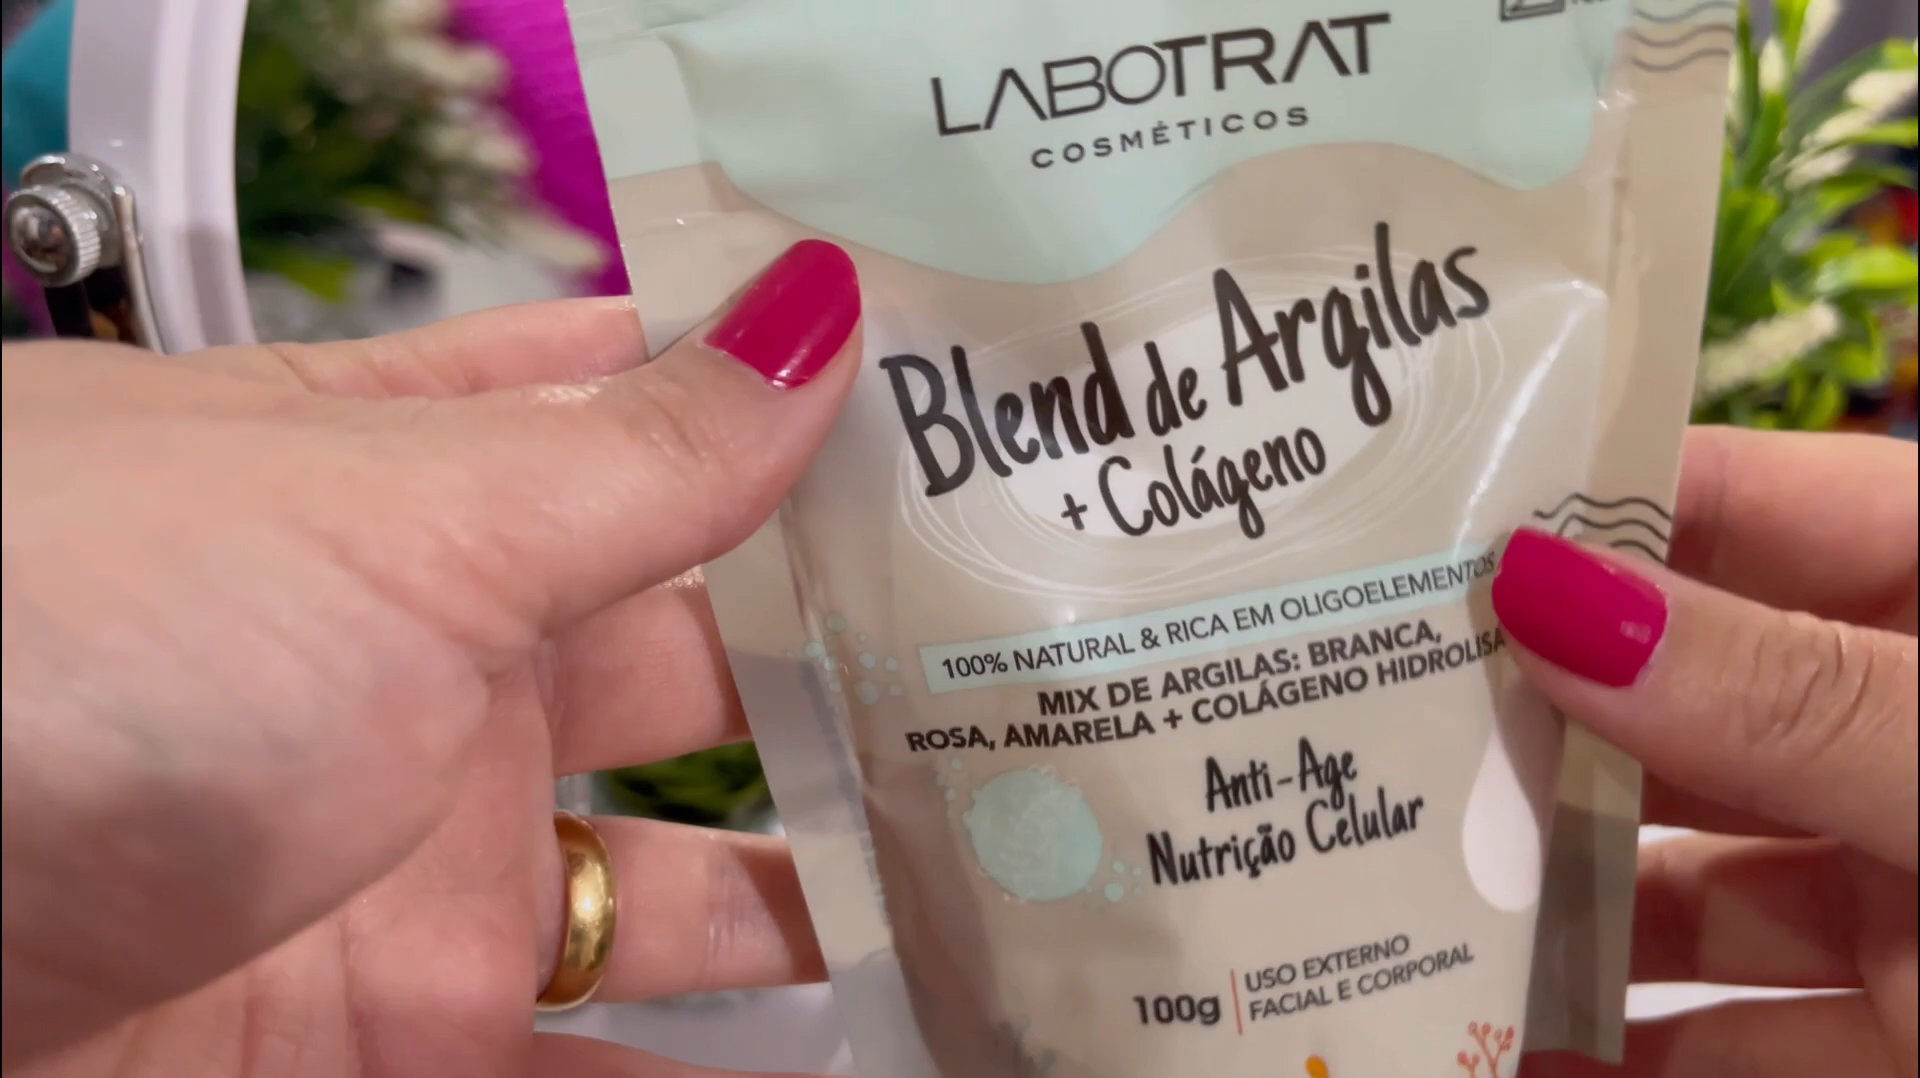 LABOTRAT
COSMÉTICOS
Blend de Argilas
+ Colágeno
100% NATURAL & RICA EM OLIGOELEMENTOS
MIX DE ARGILAS: BRANCA,
ROSA, AMARELA + COLÁGENO
Anti-Age
Nutrição Celular
100g
USO EXTERNO
FACIAL E CORPORAL